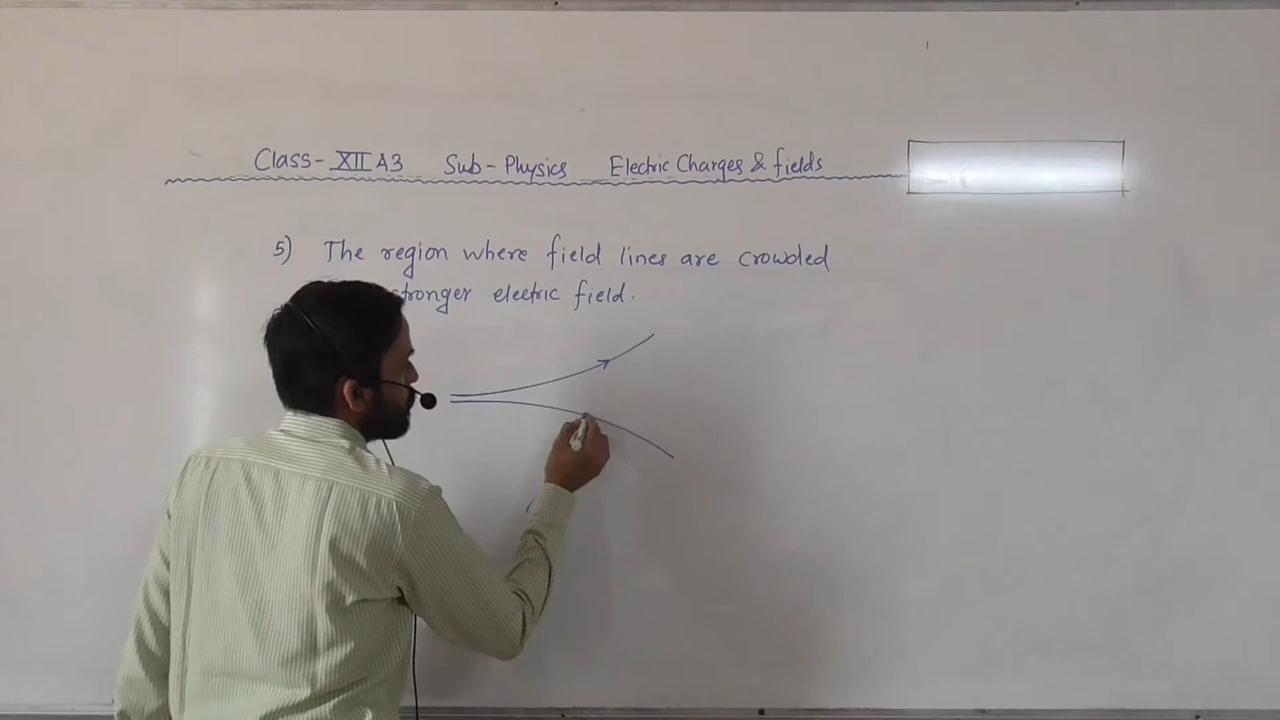 Class- XII A3 Sub - Physics Electric Charges & fields
5) The region where field lines are crowded
stronger electric field.